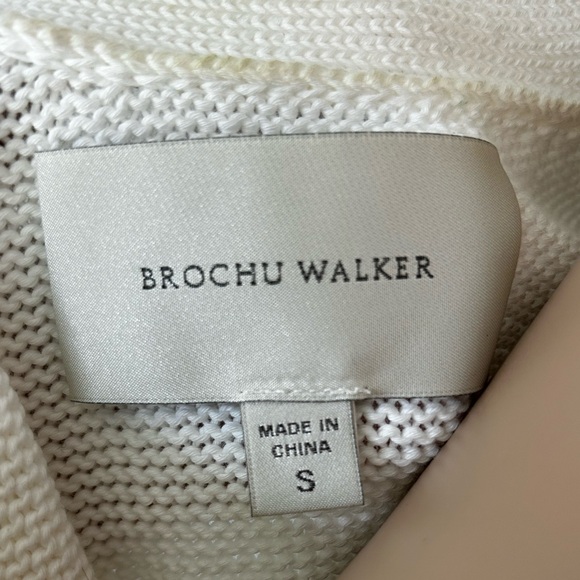 BROCHU WALKER
MADE IN
CHINA
S